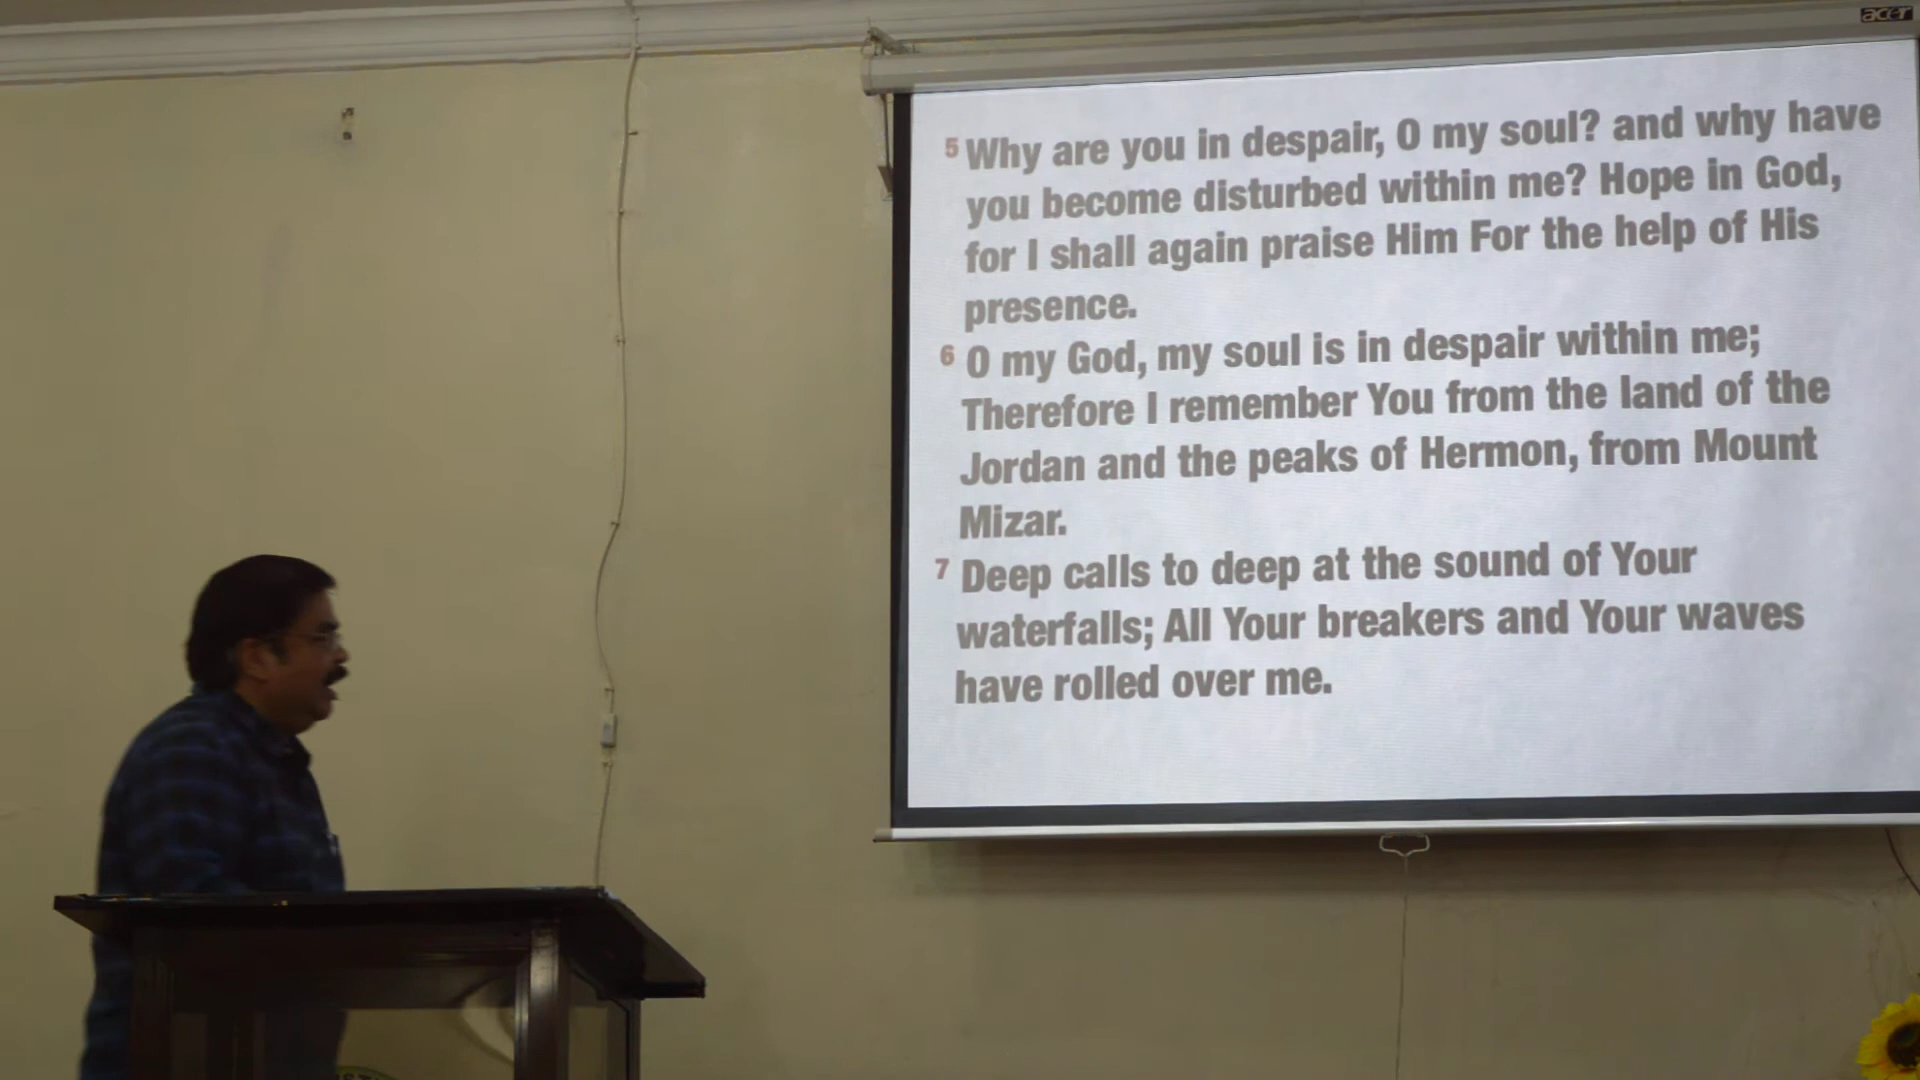 acer
5 Why are you in despair, O my soul? and why have
you become disturbed within me? Hope in God,
for I shall again praise Him For the help of His
presence.
6 O my God, my soul is in despair within me;
Therefore I remember You from the land of the
Jordan and the peaks of Hermon, from Mount
Mizar.
7 Deep calls to deep at the sound of Your
waterfalls; All Your breakers and Your waves
have rolled over me.